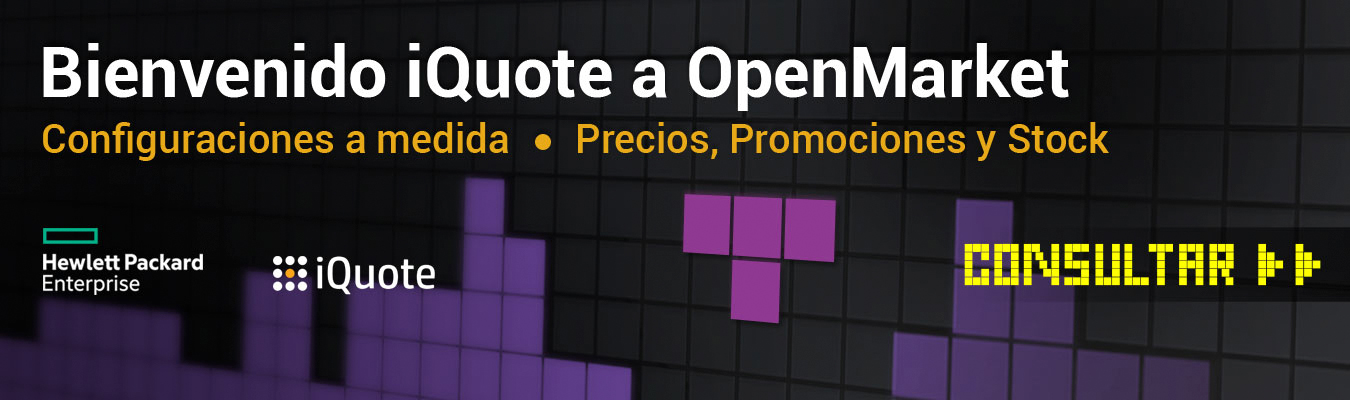 Bienvenido iQuote a OpenMarket
Configuraciones a medida • Precios, Promociones y Stock
Hewlett Packard
Enterprise
iQuote
CONSULTAR